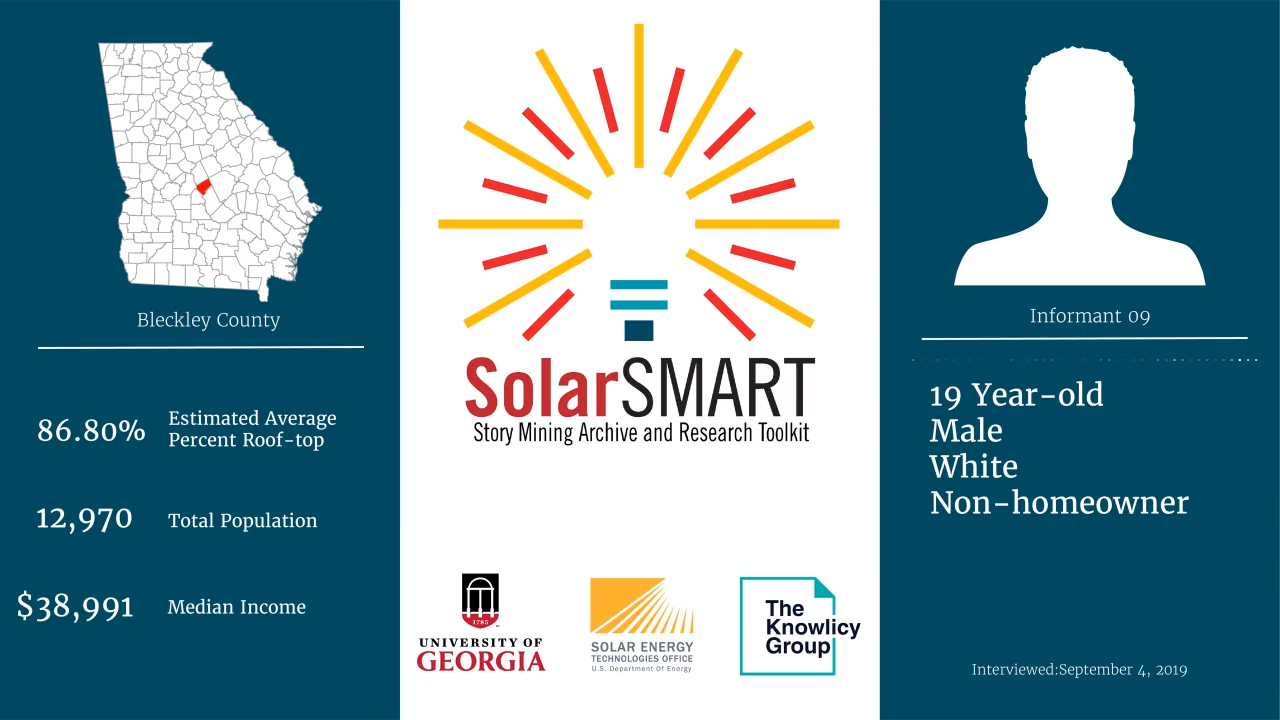 Bleckley County
86.80%
Estimated Average
Percent Roof-top
12,970
Total Population
$38,991
Median Income
SolarSMART
Story Mining Archive and Research Toolkit
1785
UNIVERSITY OF
GEORGIA
SOLAR ENERGY
TECHNOLOGIES OFFICE
U.S. Department Of Energy
The
Knowlicy
Group
Informant 09
19 Year-old
Male
White
Non-homeowner
Interviewed:September 4, 2019